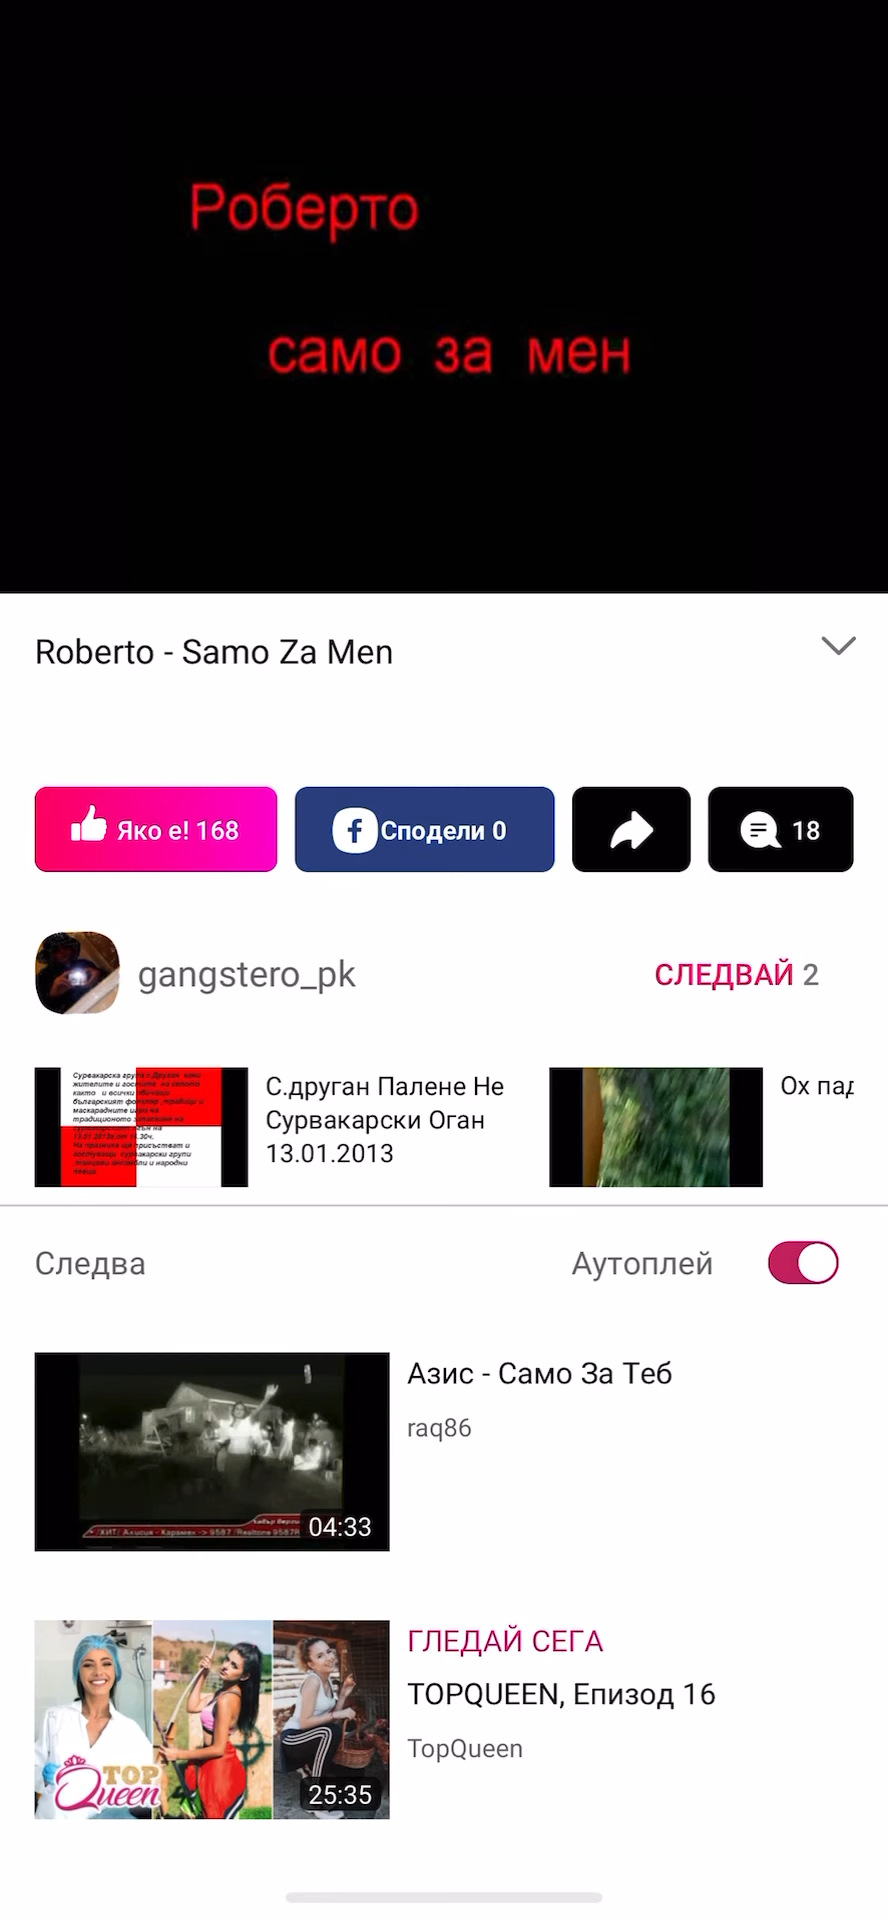 Роберто
само за мен
Roberto - Samo Za Men
Яко е! 168
Сподели 0
18
gangstero_pk
СЛЕДВАЙ 2
С.друган Палене Не
Сурвакарски Оган
13.01.2013
Ох пад
Следва
Аутоплей
Азис - Само За Теб
raq86
04:33
ГЛЕДАЙ СЕГА
TOPQUEEN, Епизод 16
TopQueen
TOP
Queen
25:35